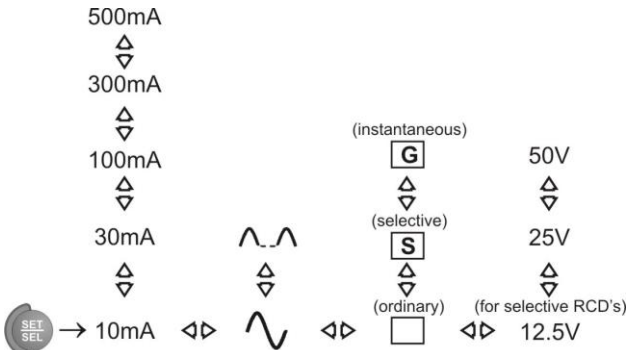 500mA
300mA
(instantaneous)
100mA G 50V
(selective)
30mA S 25V
(ordinary) (for selective RCD's)
SET
SEL 10mA 12.5V